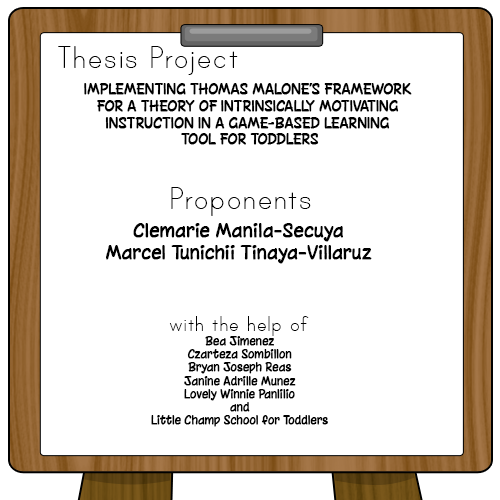 Thesis Project
IMPLEMENTING THOMAS MALONE'S FRAMEWORK
FOR A THEORY OF INTRINSICALLY MOTIVATING
INSTRUCTION IN A GAME-BASED LEARNING
TOOL FOR TODDLERS
Proponents
Clemarie Manila-Secuya
Marcel Tunichii Tinaya-Villaruz
with the help of
Bea Jimenez
Czarteza Sombillon
Bryan Joseph Reas
Janine Adrille Munez
Lovely Winnie Panlilio
and
Little Champ School for Toddlers